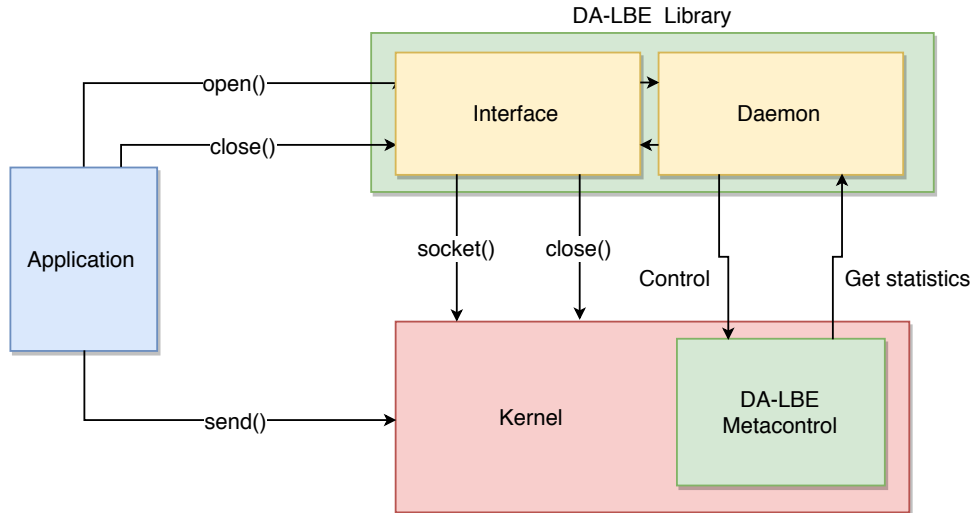 DA-LBE Library
open()
Interface
Daemon
close()
Application
socket()
close()
Control
Get statistics
DA-LBE
Metacontrol
Kernel
send()